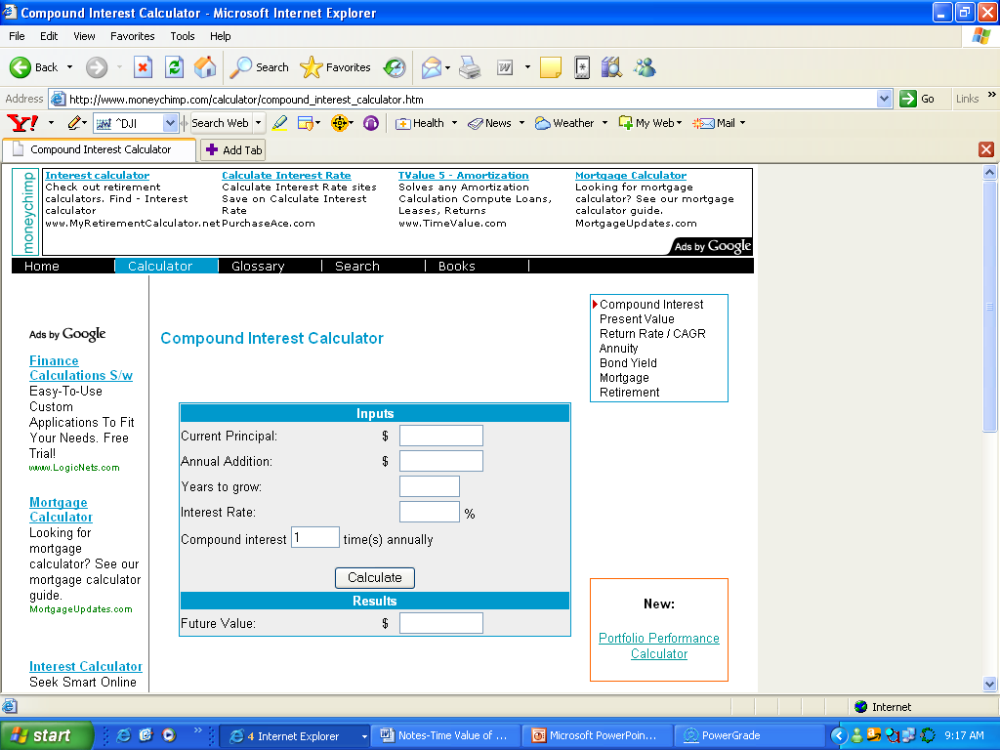 Compound Interest Calculator - Microsoft Internet Explorer
File Edit View Favorites Tools Help
Back Search Favorites
Address http://www.moneychimp.com/calculator/compound_interest_calculator.htm Go Links »
Y! ^DJI Search Web Health News Weather My Web Mail
Compound Interest Calculator Add Tab
moneychimp
Interest calculator
Check out retirement
calculators. Find - Interest
calculator
www.MyRetirementCalculator.net
Calculate Interest Rate
Calculate Interest Rate sites
Save on Calculate Interest
Rate
PurchaseAce.com
TValue 5 - Amortization
Solves any Amortization
Calculation Compute Loans,
Leases, Returns
www.TimeValue.com
Mortgage Calculator
Looking for mortgage
calculator? See our mortgage
calculator guide.
MortgageUpdates.com
Ads by Google
Home Calculator Glossary Search Books
Ads by Google
Finance
Calculations S/w
Easy-To-Use
Custom
Applications To Fit
Your Needs. Free
Trial!
www.LogicNets.com
Mortgage
Calculator
Looking for
mortgage
calculator? See our
mortgage calculator
guide.
MortgageUpdates.com
Interest Calculator
Seek Smart Online
Compound Interest Calculator
Inputs
Current Principal: $
Annual Addition: $
Years to grow:
Interest Rate: %
Compound interest 1 time(s) annually
Calculate
Results
Future Value: $
Compound Interest
Present Value
Return Rate / CAGR
Annuity
Bond Yield
Mortgage
Retirement
New:
Portfolio Performance
Calculator
Internet
start » 4 Internet Explorer Notes-Time Value of ... Microsoft PowerPoin... PowerGrade 9:17 AM